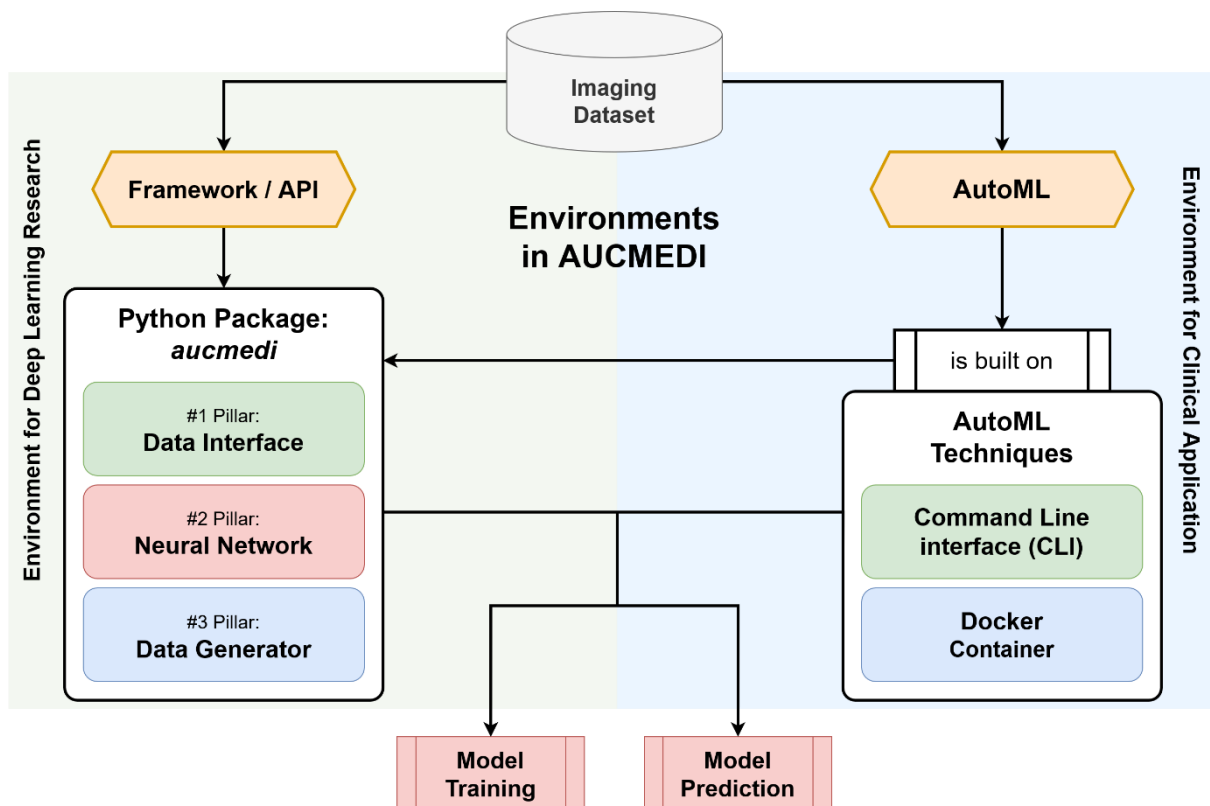 Imaging
Dataset
Framework / API
AutoML
Environments
in AUCMEDI
Environment for Deep Learning Research
Environment for Clinical Application
Python Package:
aucmedi
#1 Pillar:
Data Interface
#2 Pillar:
Neural Network
#3 Pillar:
Data Generator
is built on
AutoML
Techniques
Command Line
interface (CLI)
Docker
Container
Model
Training
Model
Prediction